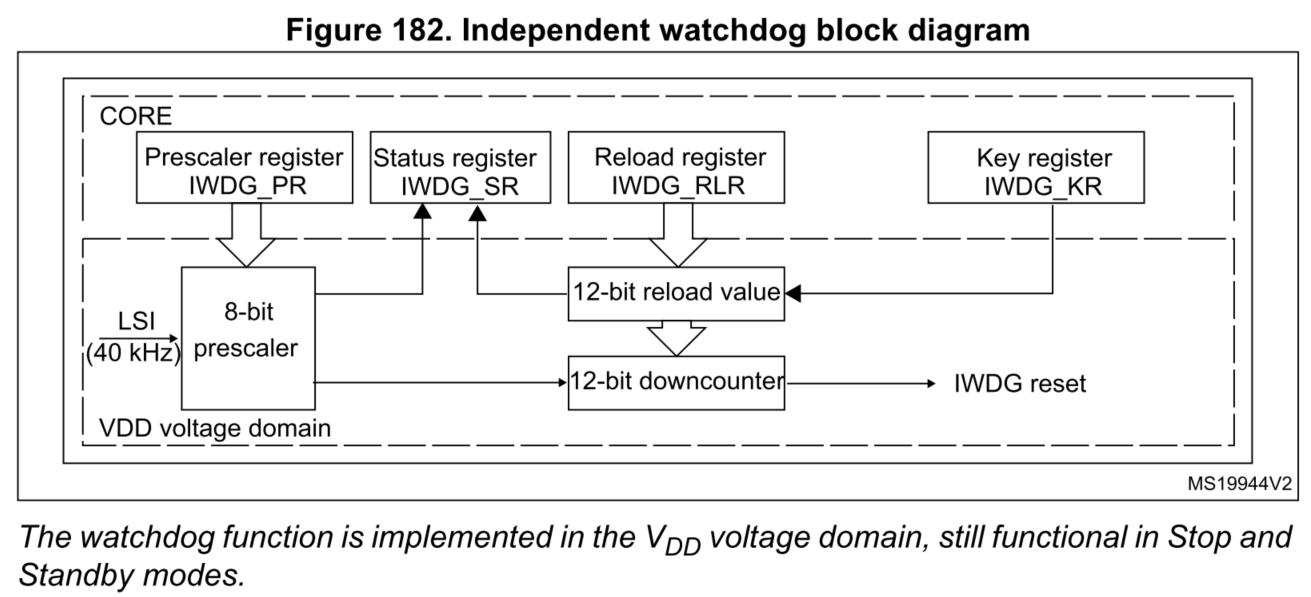 Figure 182. Independent watchdog block diagram
CORE
Prescaler register
IWDG_PR
Status register
IWDG_SR
Reload register
IWDG_RLR
Key register
IWDG_KR
LSI
(40 kHz)
8-bit
prescaler
12-bit reload value
12-bit downcounter
IWDG reset
VDD voltage domain
MS19944V2
The watchdog function is implemented in the VDD voltage domain, still functional in Stop and
Standby modes.